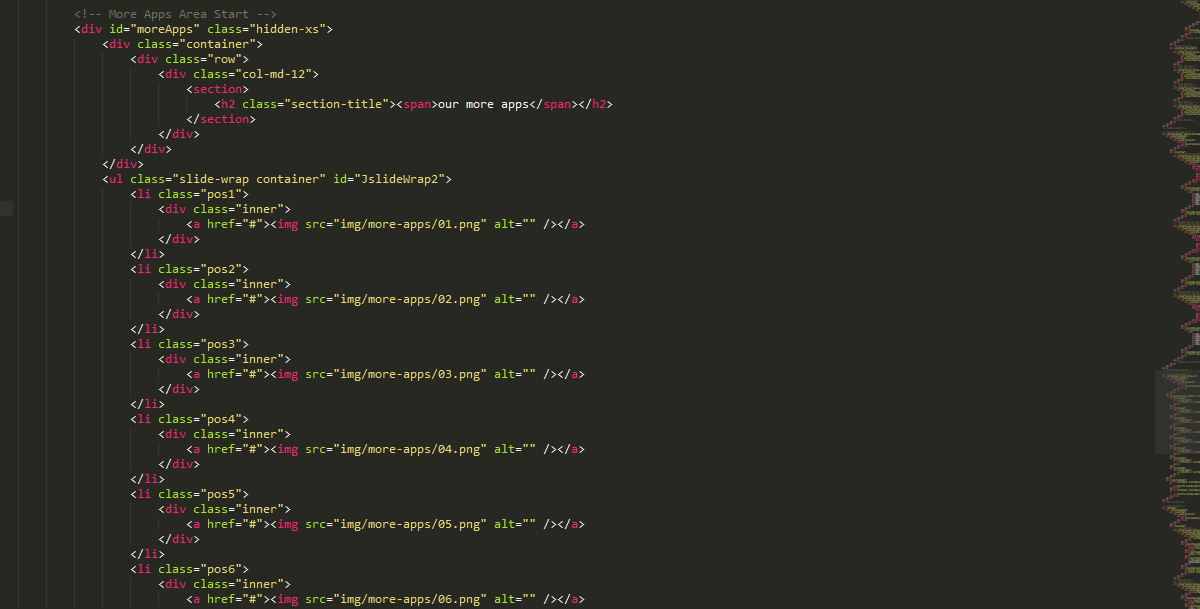 <!-- More Apps Area Start -->
<div id="moreApps" class="hidden-xs">
<div class="container">
<div class="row">
<div class="col-md-12">
<section>
<h2 class="section-title"><span>our more apps</span></h2>
</section>
</div>
</div>
</div>
<ul class="slide-wrap container" id="JslideWrap2">
<li class="pos1">
<div class="inner">
<a href="#"><img src="img/more-apps/01.png" alt="" /></a>
</div>
</li>
<li class="pos2">
<div class="inner">
<a href="#"><img src="img/more-apps/02.png" alt="" /></a>
</div>
</li>
<li class="pos3">
<div class="inner">
<a href="#"><img src="img/more-apps/03.png" alt="" /></a>
</div>
</li>
<li class="pos4">
<div class="inner">
<a href="#"><img src="img/more-apps/04.png" alt="" /></a>
</div>
</li>
<li class="pos5">
<div class="inner">
<a href="#"><img src="img/more-apps/05.png" alt="" /></a>
</div>
</li>
<li class="pos6">
<div class="inner">
<a href="#"><img src="img/more-apps/06.png" alt="" /></a>